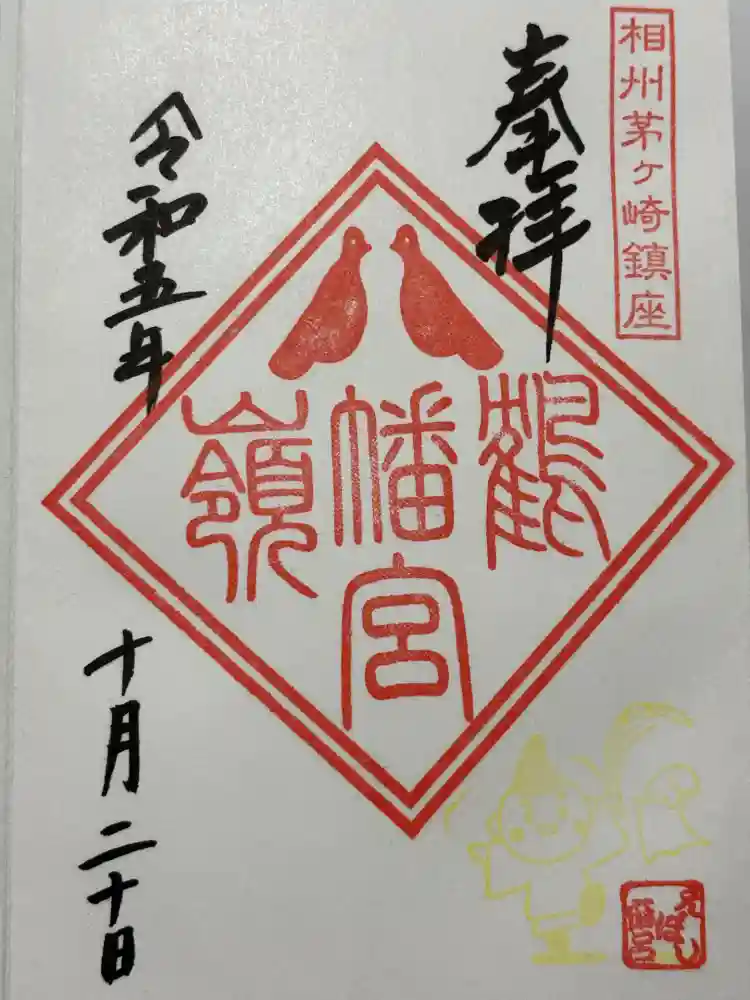 相州茅ヶ崎鎮座
奉拝
鶴嶺
八幡宮
令和五年
十月二十日